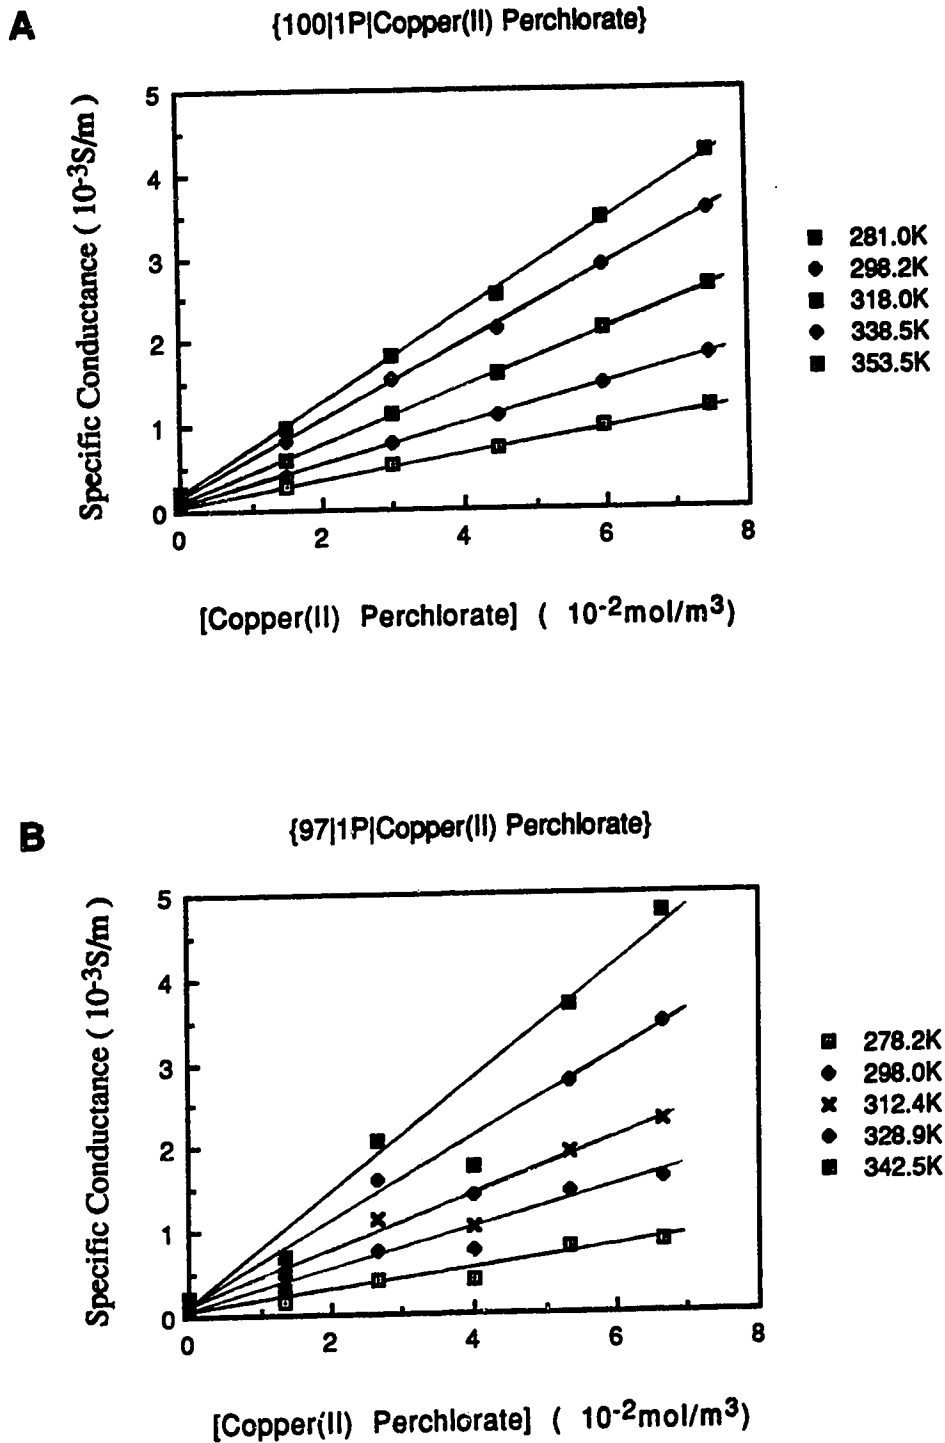 A
{100|1P|Copper(II) Perchlorate}
Specific Conductance ( 10-3S/m )
5
4
3
2
1
0
0 2 4 6 8
[Copper(II) Perchlorate] ( 10-2mol/m3)
281.0K
298.2K
318.0K
338.5K
353.5K
B
{97|1P|Copper(II) Perchlorate}
Specific Conductance ( 10-3S/m )
5
4
3
2
1
0
0 2 4 6 8
[Copper(II) Perchlorate] ( 10-2mol/m3)
278.2K
298.0K
312.4K
328.9K
342.5K